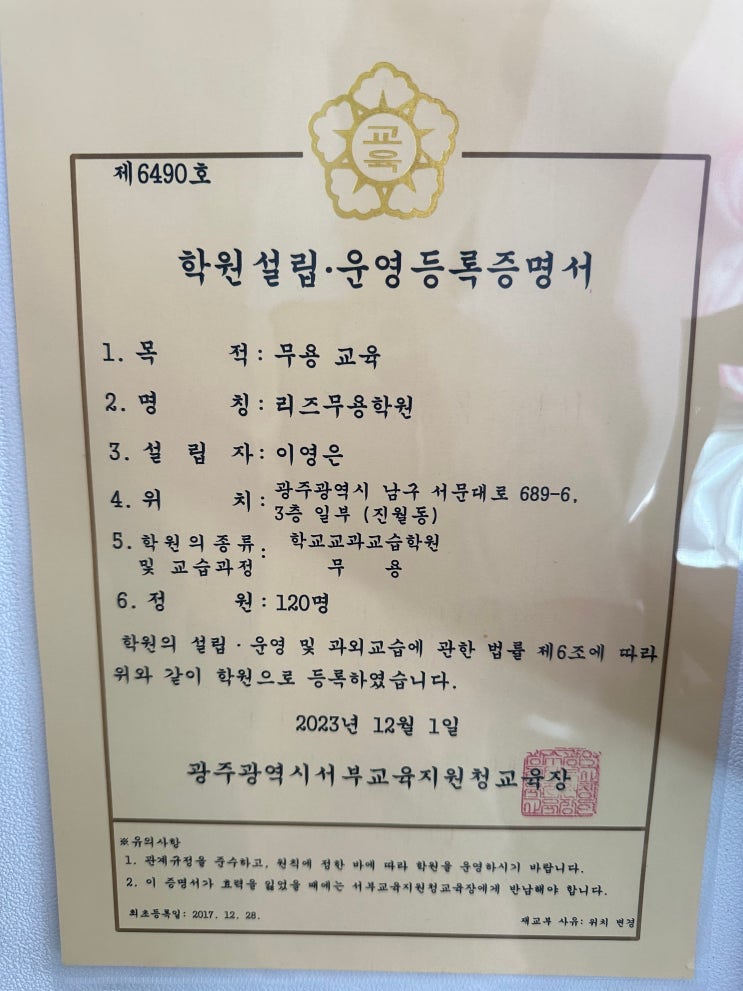 교육
제6490호
학원설립·운영등록증명서
1. 목 적 : 무용 교육
2. 명 칭 : 리즈무용학원
3. 설 립 자 : 이영은
4. 위 치 : 광주광역시 남구 서문대로 689-6,
3층 일부 (진월동)
5. 학원의 종류 : 학교교과교습학원
및 교습과정 무 용
6. 정 원 : 120명
학원의 설립·운영 및 과외교습에 관한 법률 제6조에 따라
위와 같이 학원으로 등록하였습니다.
2023년 12월 1일
광주광역시서부교육지원청교육장
※유의사항
1. 관계규정을 준수하고, 원칙에 정한 바에 따라 학원을 운영하시기 바랍니다.
2. 이 증명서가 효력을 잃었을 때에는 서부교육지원청교육장에게 반납해야 합니다.
최초등록일: 2017. 12. 28.
재교부 사유: 위치 변경